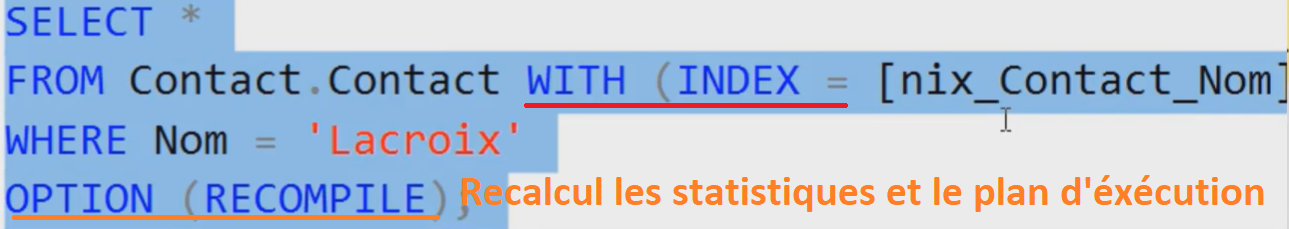 SELECT *
FROM Contact.Contact WITH (INDEX = [nix_Contact_Nom]
WHERE Nom = 'Lacroix'
OPTION (RECOMPILE); Recalcul les statistiques et le plan d'éxécution